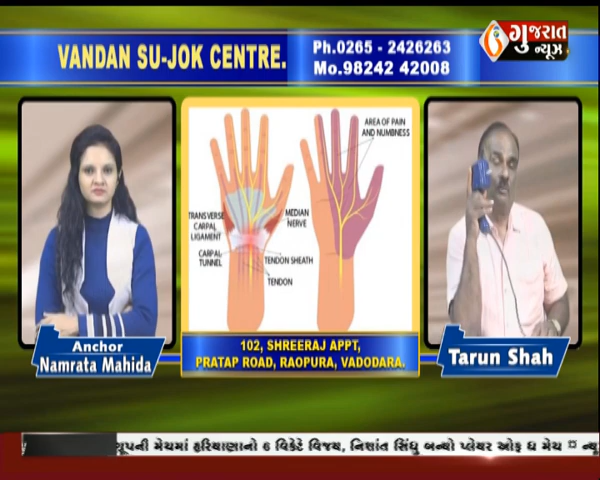 VANDAN SU-JOK CENTRE.
Ph.0265 - 2426263
Mo.98242 42008
ગુજરાત
ન્યૂઝ
TRANSVERSE
CARPAL
LIGAMENT
CARPAL
TUNNEL
MEDIAN
NERVE
TENDON SHEATH
TENDON
AREA OF PAIN
AND NUMBNESS
102, SHREERAJ APPT,
PRATAP ROAD, RAOPURA, VADODARA.
Anchor
Namrata Mahida
Tarun Shah
ગ્રૂપની મેચમાં હરિયાણાનો 6 વિકેટે વિજય, નિશાંત સિંધુ બન્યો પ્લેયર ઓફ ધ મેચ ¤ ન્યૂ